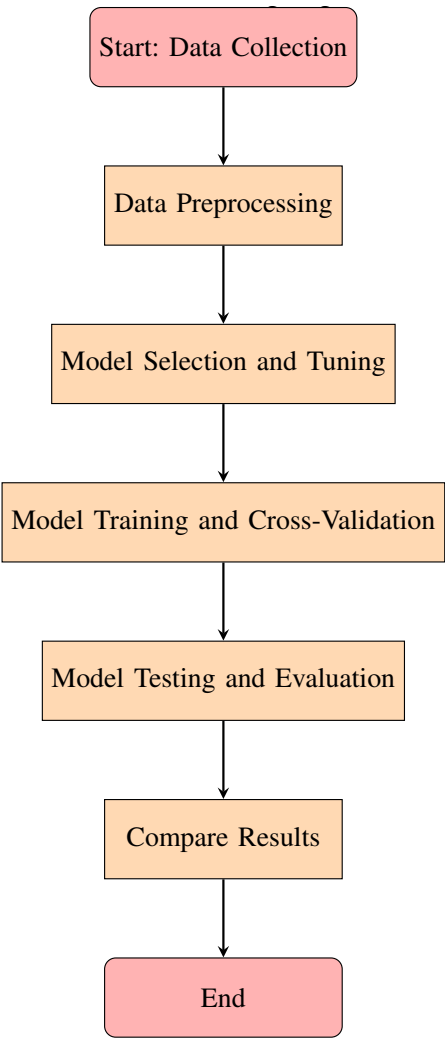 Start: Data Collection
Data Preprocessing
Model Selection and Tuning
Model Training and Cross-Validation
Model Testing and Evaluation
Compare Results
End